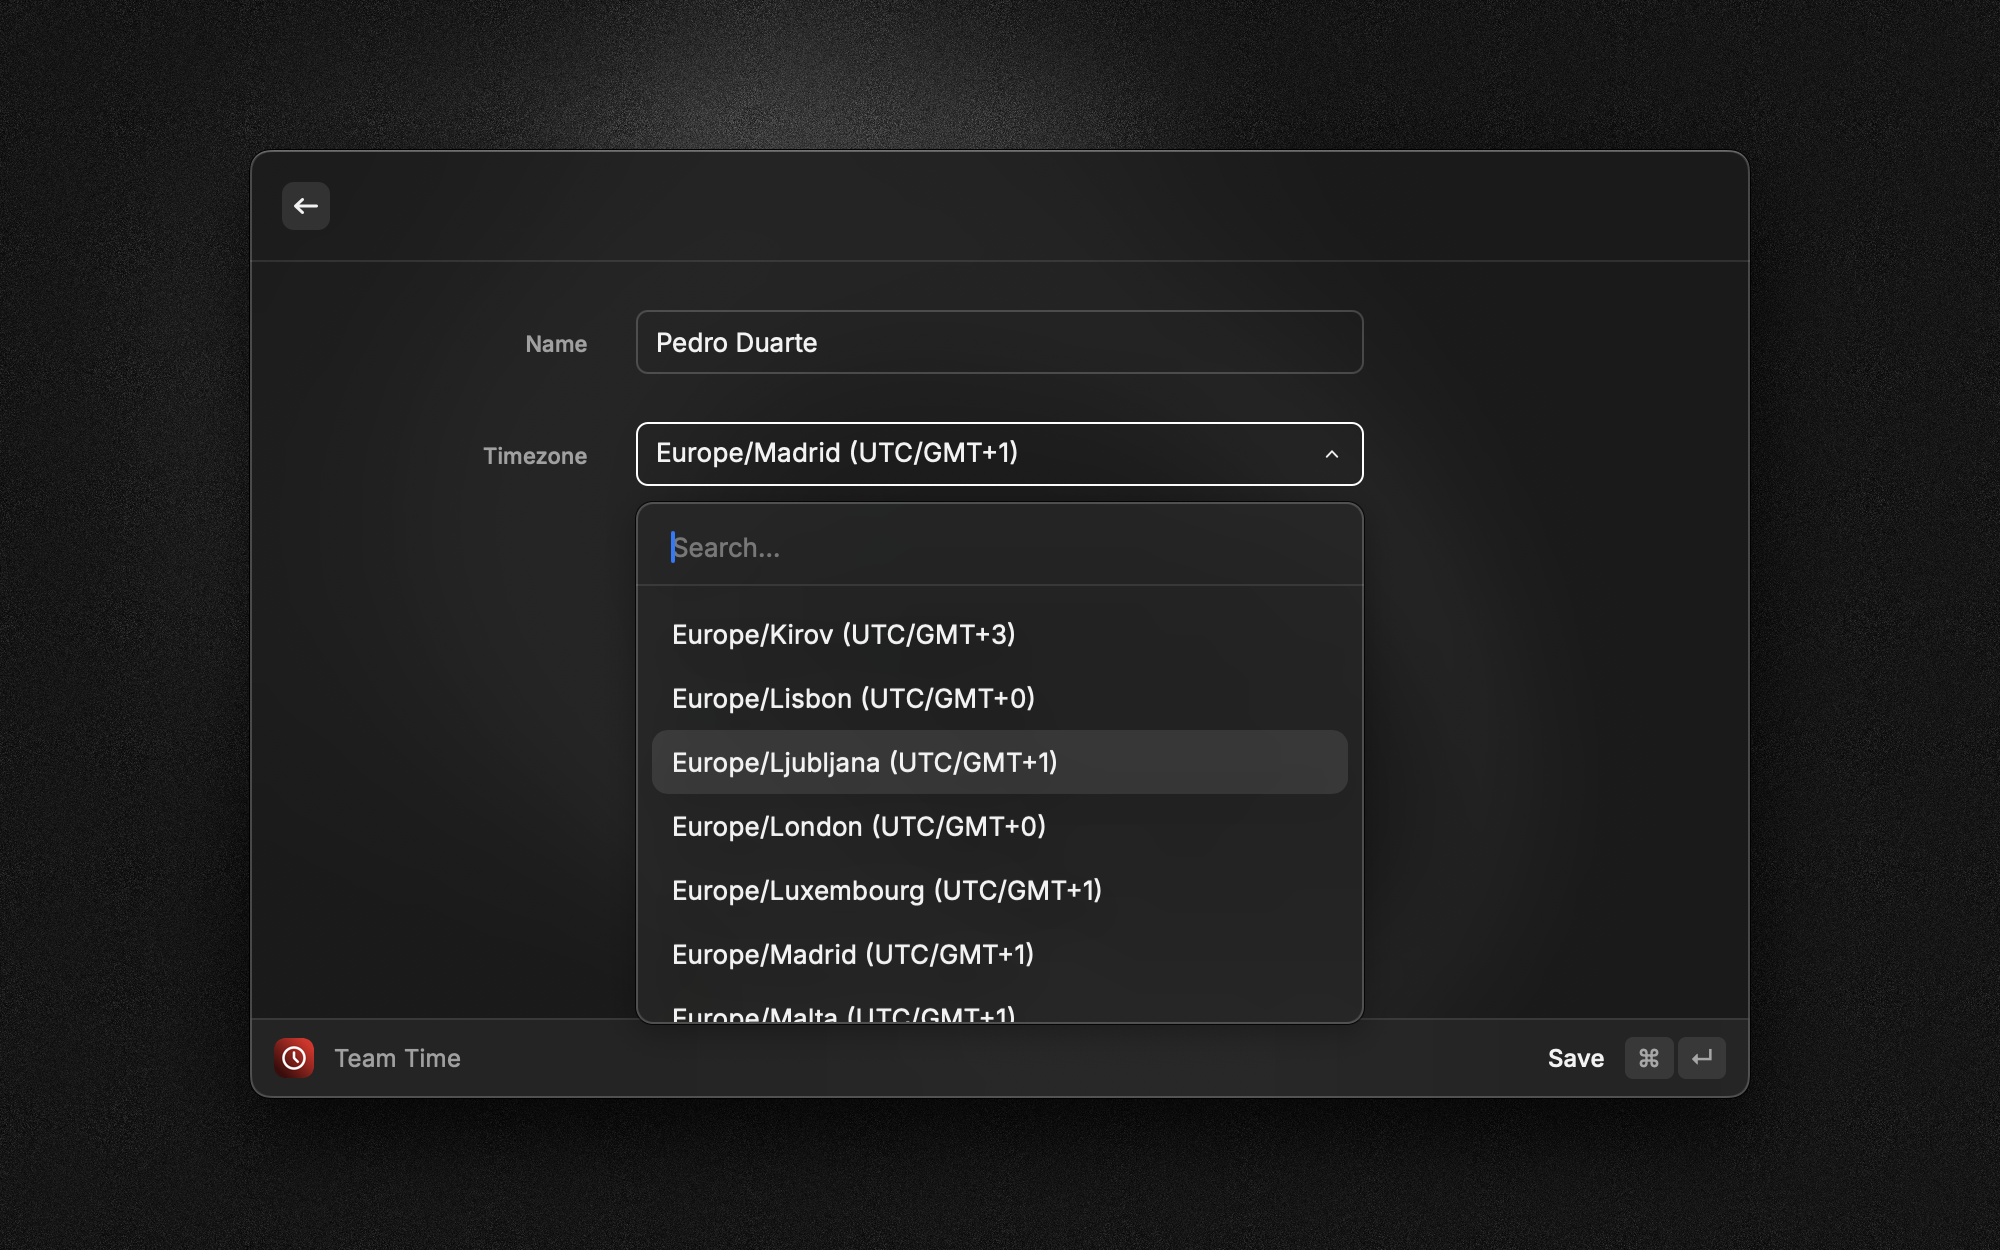 Name
Pedro Duarte
Timezone
Europe/Madrid (UTC/GMT+1)
Search...
Europe/Kirov (UTC/GMT+3)
Europe/Lisbon (UTC/GMT+0)
Europe/Ljubljana (UTC/GMT+1)
Europe/London (UTC/GMT+0)
Europe/Luxembourg (UTC/GMT+1)
Europe/Madrid (UTC/GMT+1)
Europe/Malta (UTC/GMT+1)
Team Time
Save ⌘ ↵